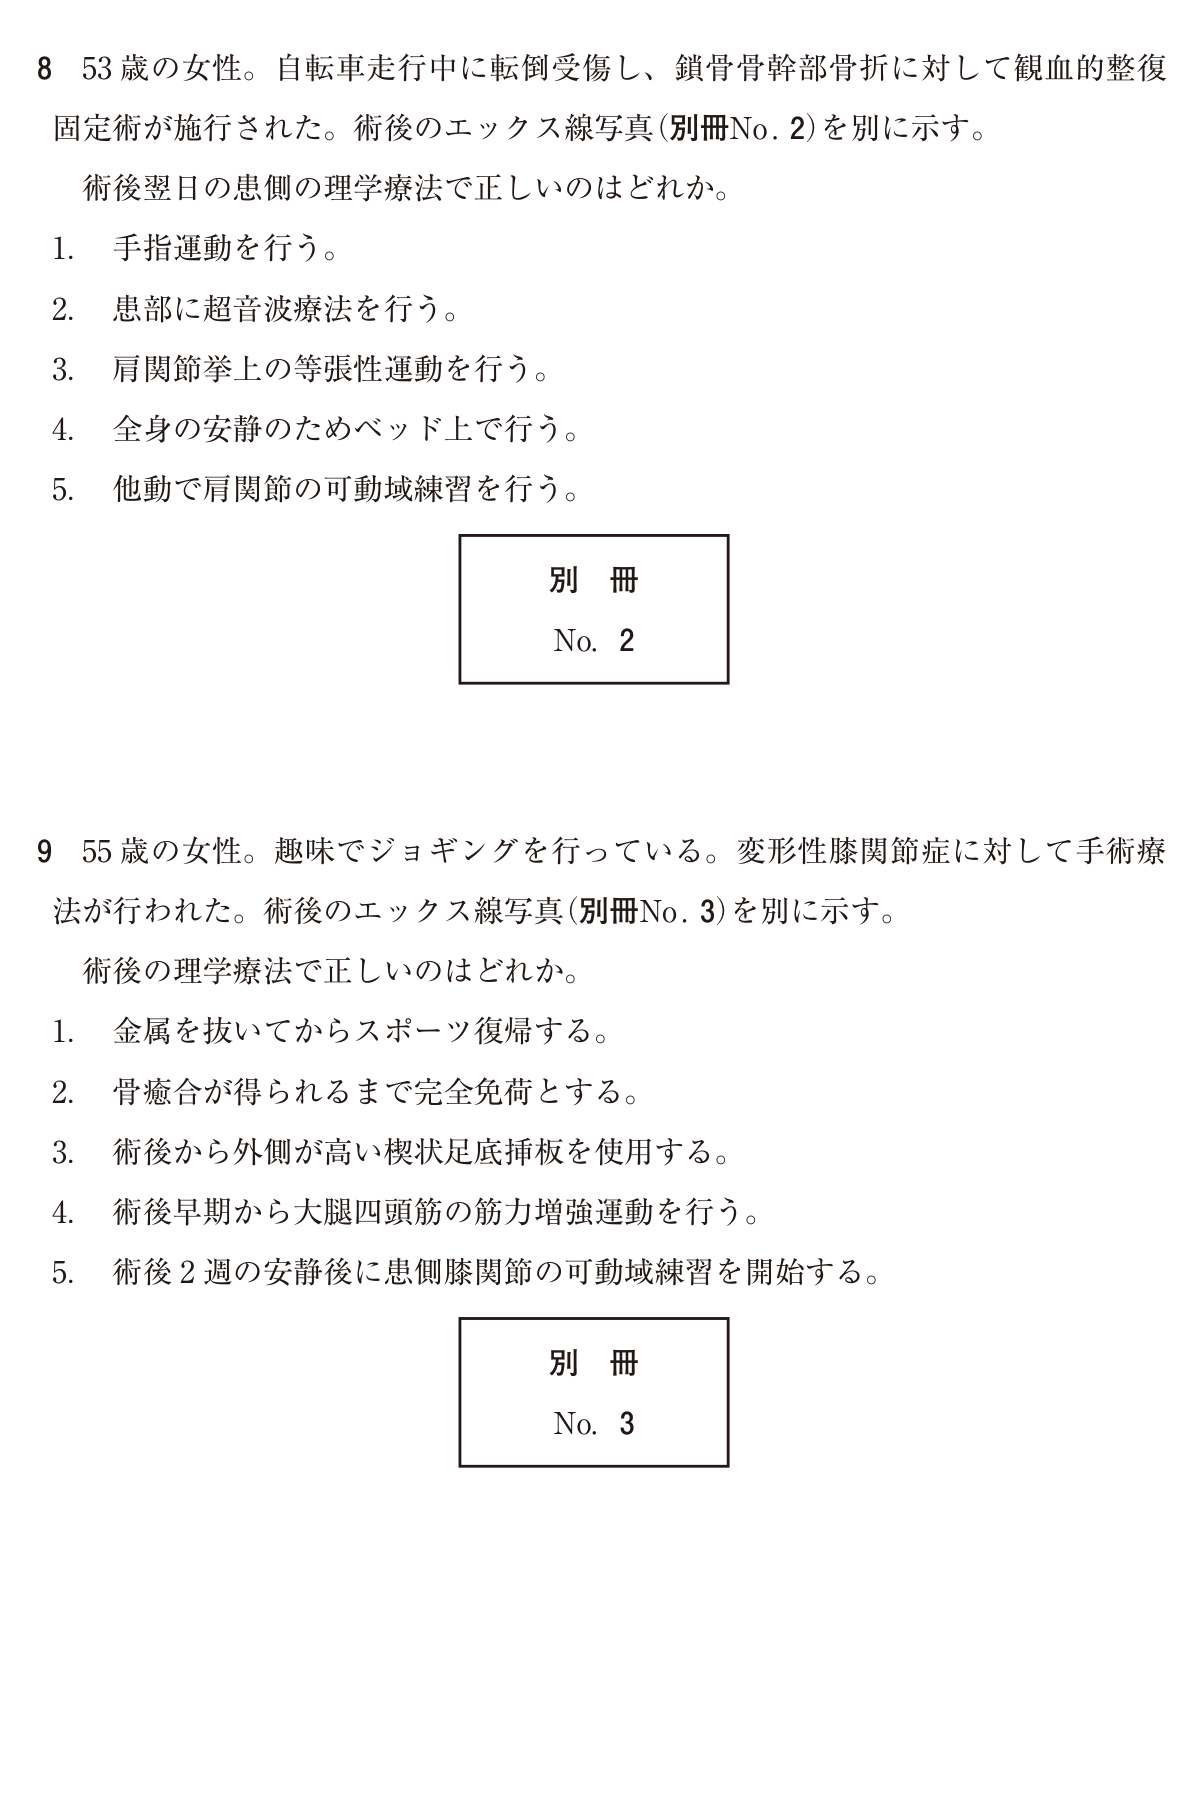 8　53 歳の女性。自転車走行中に転倒受傷し、鎖骨骨幹部骨折に対して観血的整復
固定術が施行された。術後のエックス線写真(別冊No. 2)を別に示す。
術後翌日の患側の理学療法で正しいのはどれか。
1.　手指運動を行う。
2.　患部に超音波療法を行う。
3.　肩関節挙上の等張性運動を行う。
4.　全身の安静のためベッド上で行う。
5.　他動で肩関節の可動域練習を行う。
別　冊
No. 2
9　55 歳の女性。趣味でジョギングを行っている。変形性膝関節症に対して手術療
法が行われた。術後のエックス線写真(別冊No. 3)を別に示す。
術後の理学療法で正しいのはどれか。
1.　金属を抜いてからスポーツ復帰する。
2.　骨癒合が得られるまで完全免荷とする。
3.　術後から外側が高い楔状足底挿板を使用する。
4.　術後早期から大腿四頭筋の筋力増強運動を行う。
5.　術後 2 週の安静後に患側膝関節の可動域練習を開始する。
別　冊
No. 3